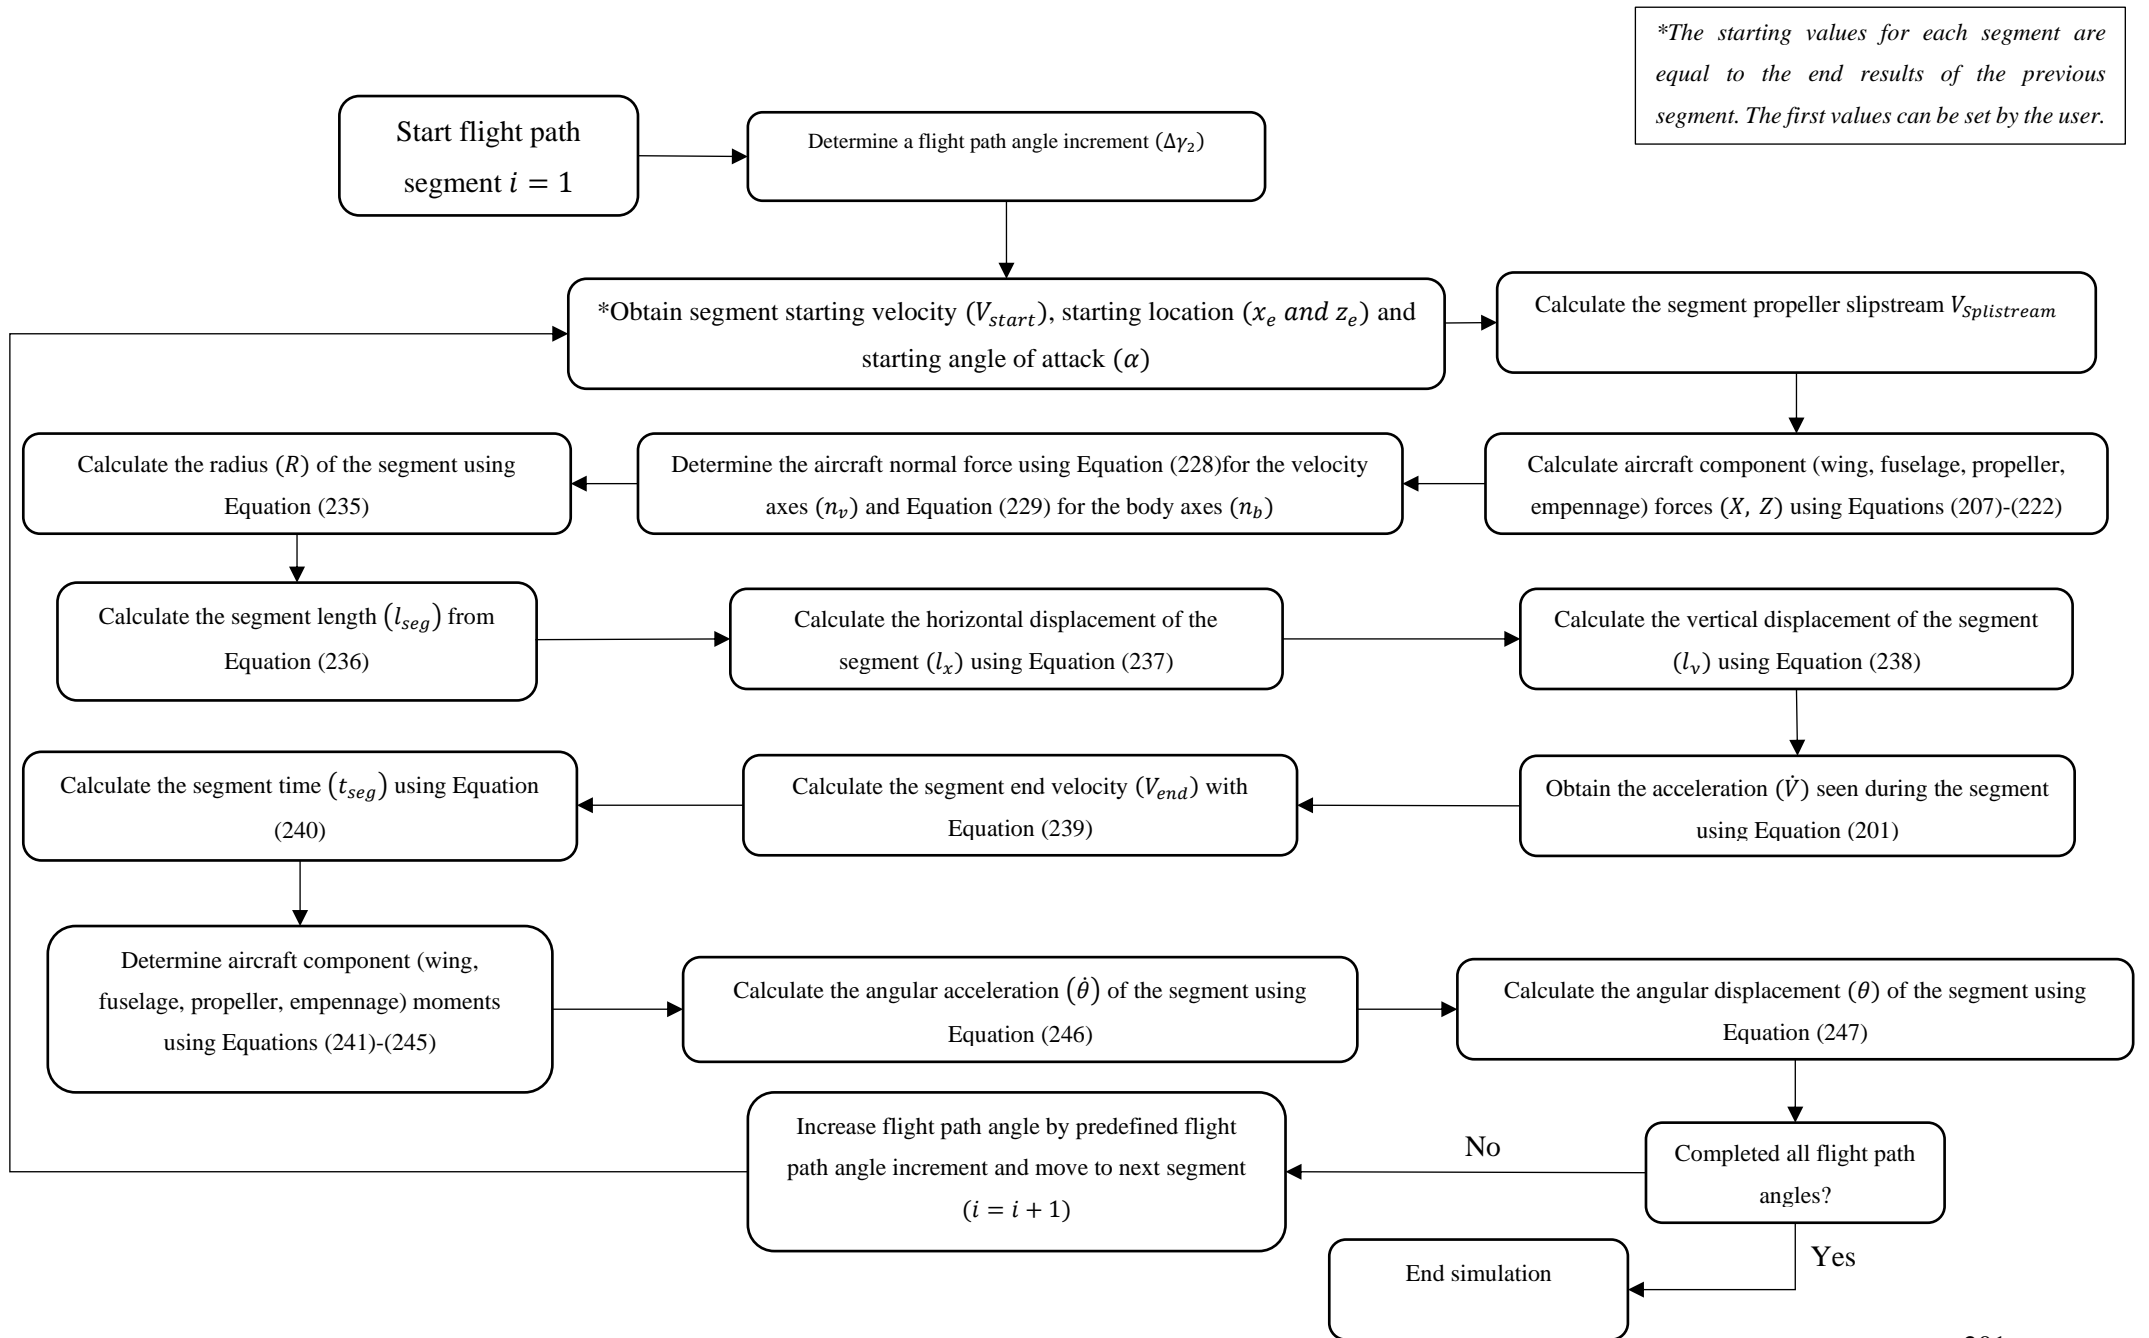 *The starting values for each segment are
equal to the end results of the previous
segment. The first values can be set by the user.
Start flight path
segment i = 1
Determine a flight path angle increment (Δγ₂)
*Obtain segment starting velocity (V_start), starting location (x_e and z_e) and
starting angle of attack (α)
Calculate the segment propeller slipstream V_Splistream
Calculate aircraft component (wing, fuselage, propeller,
empennage) forces (X, Z) using Equations (207)-(222)
Determine the aircraft normal force using Equation (228)for the velocity
axes (n_v) and Equation (229) for the body axes (n_b)
Calculate the radius (R) of the segment using
Equation (235)
Calculate the segment length (l_seg) from
Equation (236)
Calculate the horizontal displacement of the
segment (l_x) using Equation (237)
Calculate the vertical displacement of the segment
(l_v) using Equation (238)
Obtain the acceleration (V̇) seen during the segment
using Equation (201)
Calculate the segment end velocity (V_end) with
Equation (239)
Calculate the segment time (t_seg) using Equation
(240)
Determine aircraft component (wing,
fuselage, propeller, empennage) moments
using Equations (241)-(245)
Calculate the angular acceleration (θ̇) of the segment using
Equation (246)
Calculate the angular displacement (θ) of the segment using
Equation (247)
Completed all flight path
angles?
No
Increase flight path angle by predefined flight
path angle increment and move to next segment
(i = i + 1)
Yes
End simulation